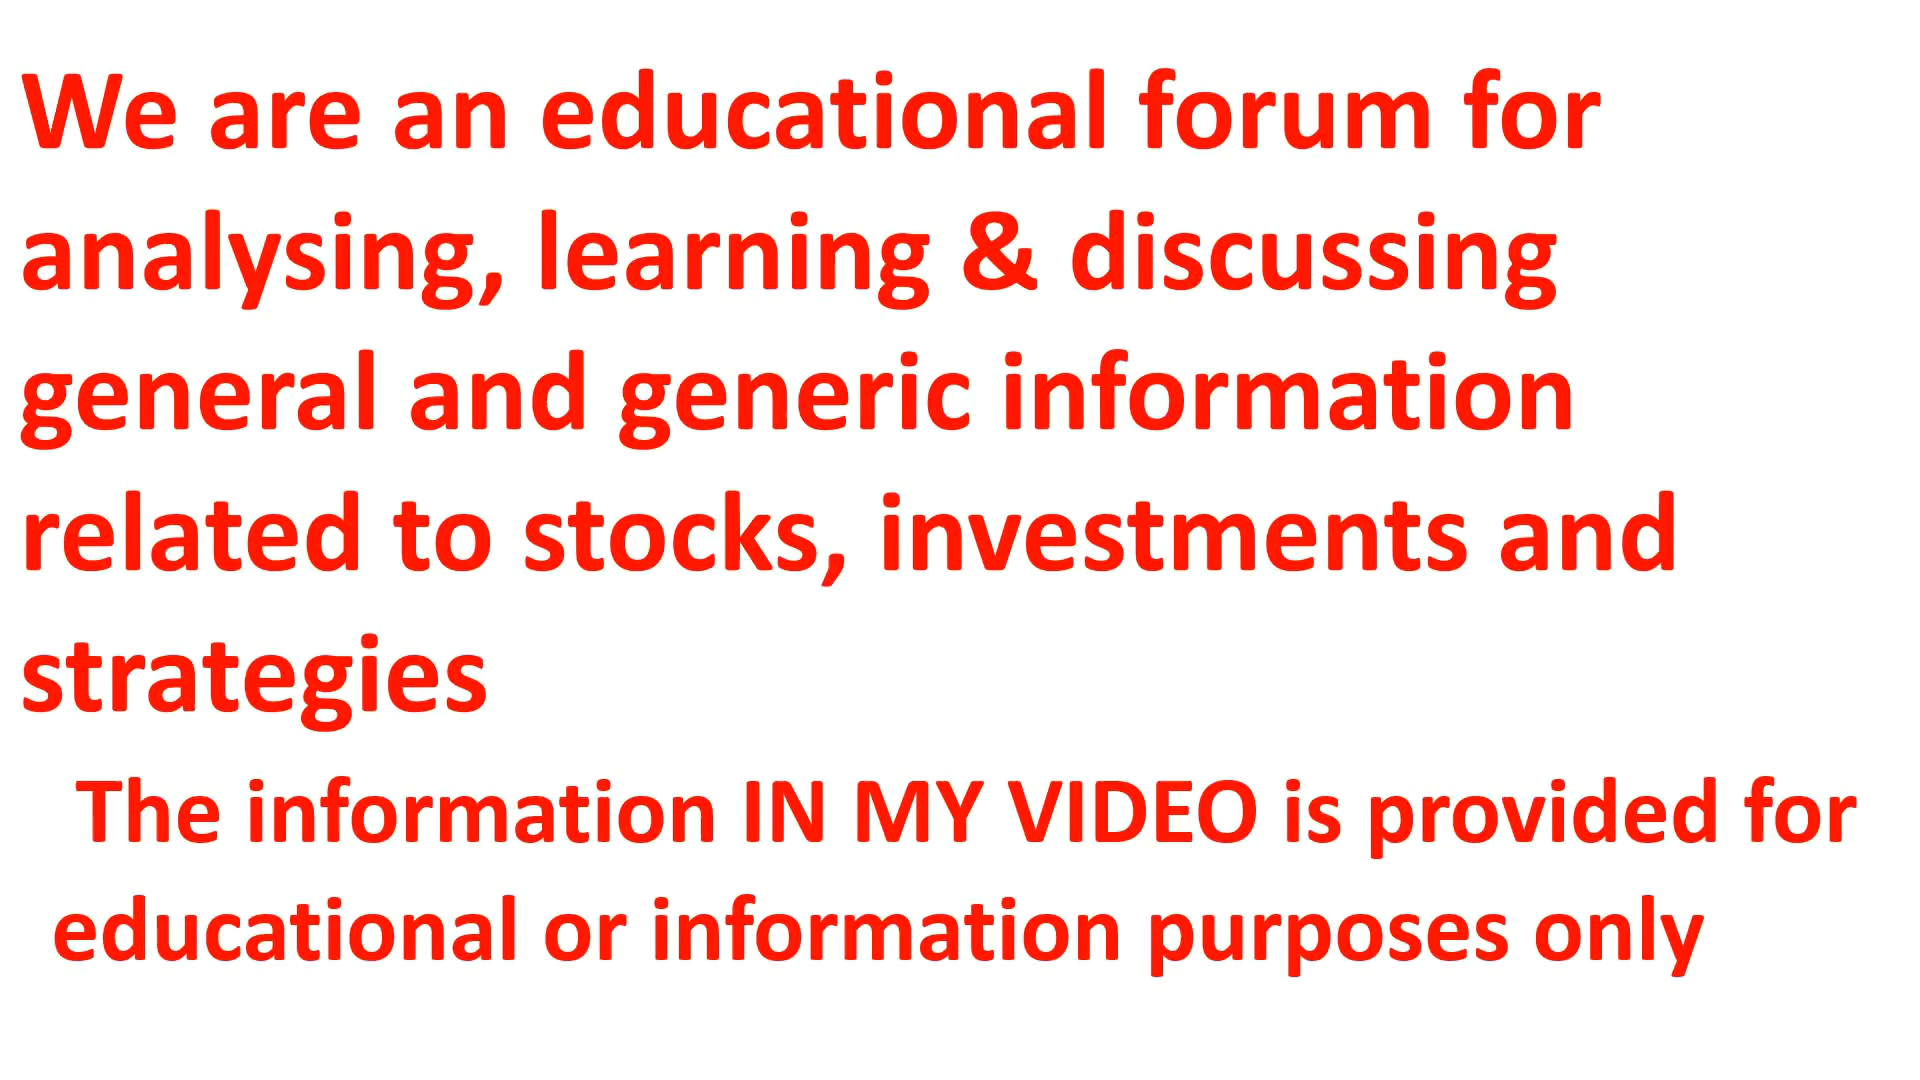 We are an educational forum for
analysing, learning & discussing
general and generic information
related to stocks, investments and
strategies
The information IN MY VIDEO is provided for
educational or information purposes only